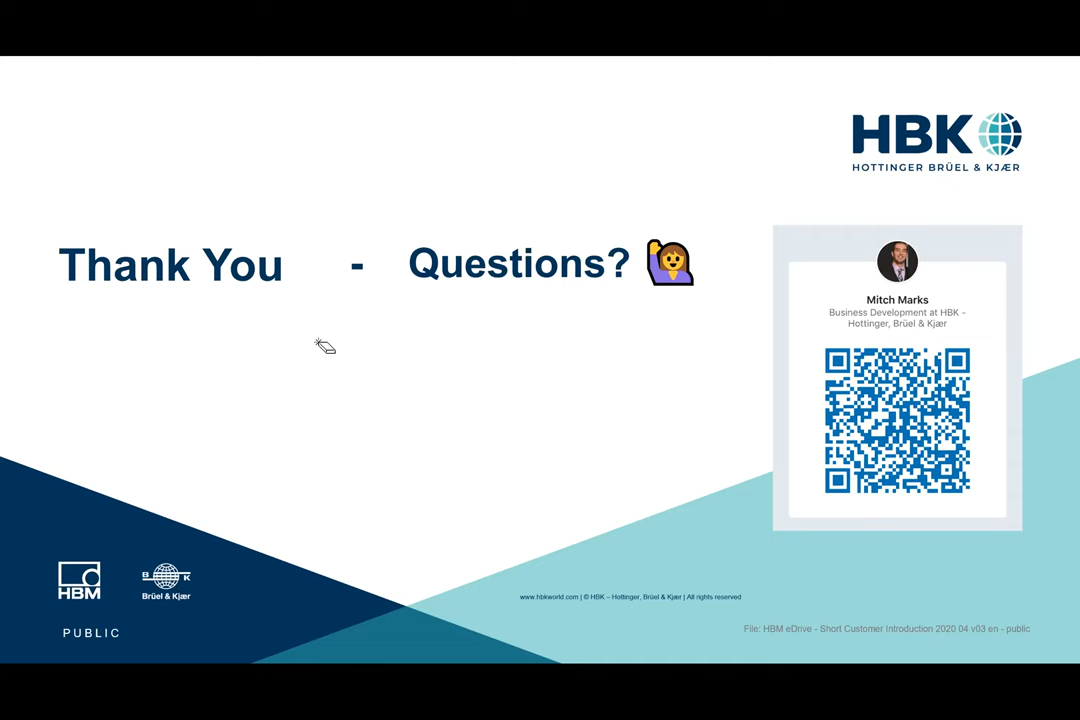 HBK
HOTTINGER BRÜEL & KJÆR
Thank You - Questions?
Mitch Marks
Business Development at HBK -
Hottinger, Brüel & Kjær
HBM
B K
Brüel & Kjær
www.hbkworld.com | © HBK – Hottinger, Brüel & Kjær | All rights reserved
PUBLIC
File: HBM eDrive - Short Customer Introduction 2020 04 v03 en - public